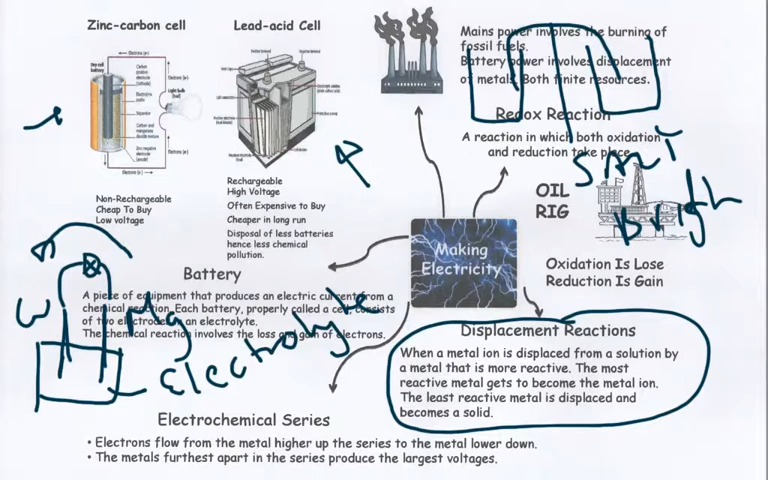 Zinc-carbon cell
Lead-acid Cell
Non-Rechargeable
Cheap To Buy
Low voltage
Rechargeable
High Voltage
Often Expensive to Buy
Cheaper in long run
Disposal of less batteries
hence less chemical
pollution.
Mains power involves the burning of
fossil fuels.
Battery power involves displacement
of metals. Both finite resources.
Redox Reaction
A reaction in which both oxidation
and reduction take place
SALT
Brigh
OIL
RIG
Oxidation Is Lose
Reduction Is Gain
Making
Electricity
Battery
A piece of equipment that produces an electric current from a
chemical reaction. Each battery, properly called a cell, consists
of two electrodes in an electrolyte.
The chemical reaction involves the loss and gain of electrons.
Mg
Electrolyte
Displacement Reactions
When a metal ion is displaced from a solution by
a metal that is more reactive. The most
reactive metal gets to become the metal ion.
The least reactive metal is displaced and
becomes a solid.
Electrochemical Series
• Electrons flow from the metal higher up the series to the metal lower down.
• The metals furthest apart in the series produce the largest voltages.